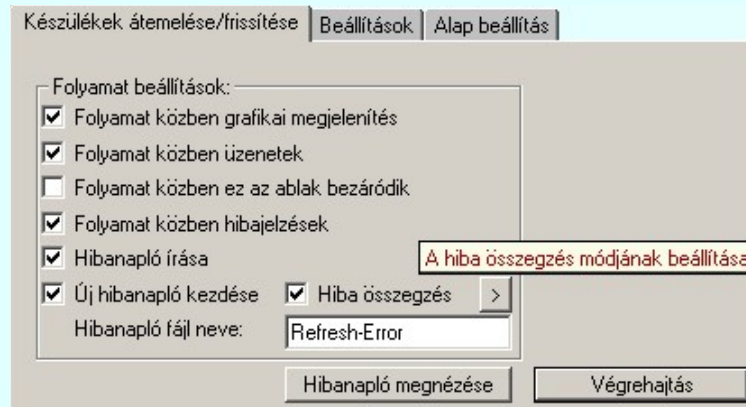 Készülékek átemelése/frissítése Beállítások Alap beállítás
Folyamat beállítások:
Folyamat közben grafikai megjelenítés
Folyamat közben üzenetek
Folyamat közben ez az ablak bezáródik
Folyamat közben hibajelzések
Hibanapló írása
A hiba összegzés módjának beállítása
Új hibanapló kezdése Hiba összegzés >
Hibanapló fájl neve: Refresh-Error
Hibanapló megnézése Végrehajtás